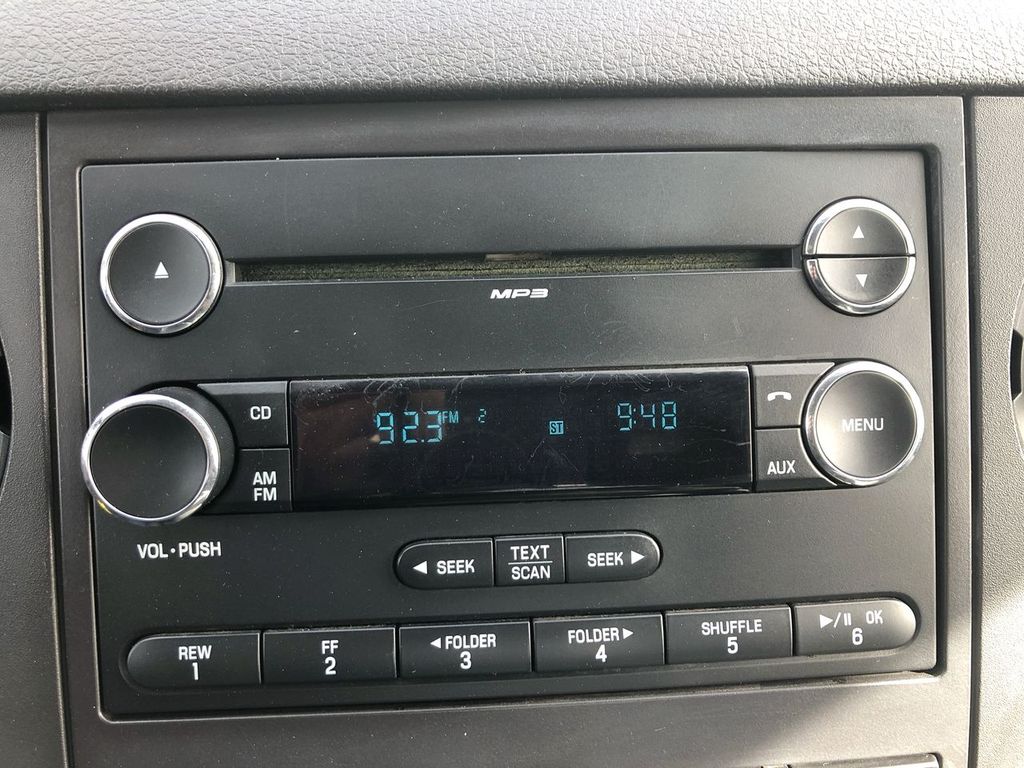 MP3
CD
92.3 FM 2 ST 9:48
MENU
AM
FM
AUX
VOL • PUSH
◄ SEEK
TEXT
SCAN
SEEK ►
REW
1
FF
2
◄ FOLDER
3
FOLDER ►
4
SHUFFLE
5
►/II OK
6